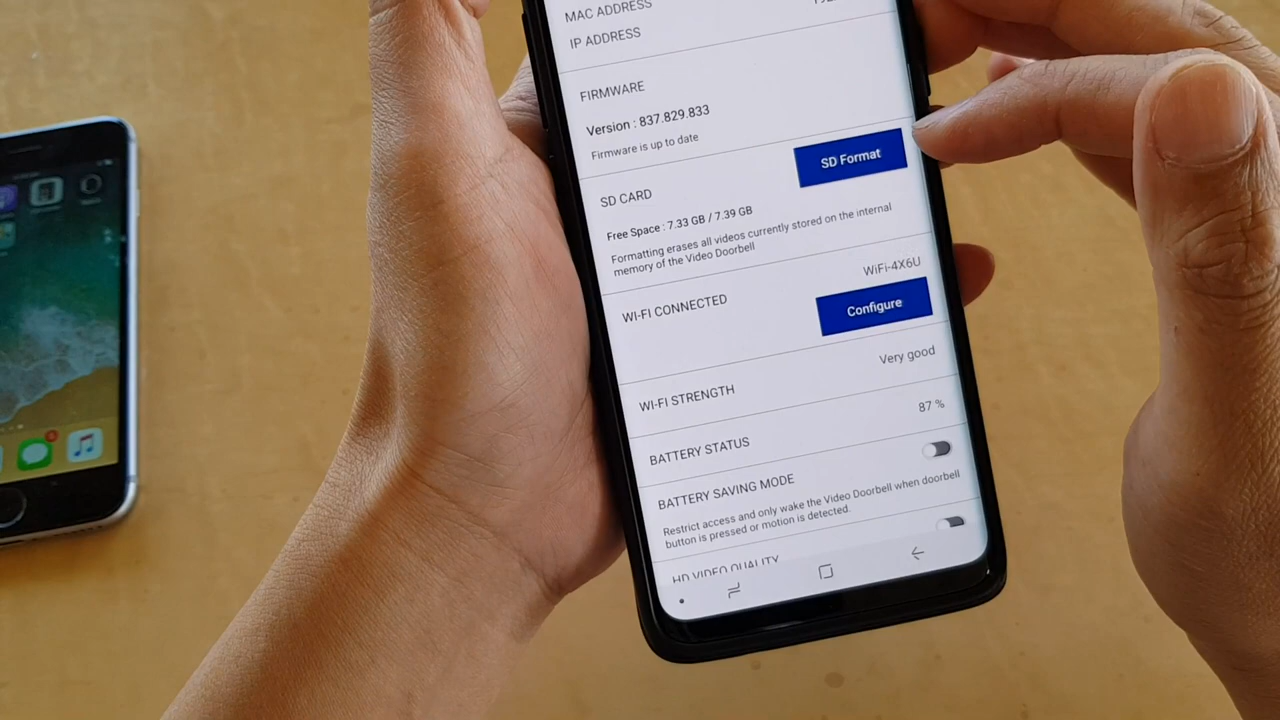 MAC ADDRESS
IP ADDRESS
FIRMWARE
Version : 837.829.833
Firmware is up to date
SD Format
SD CARD
Free Space : 7.33 GB / 7.39 GB
Formatting erases all videos currently stored on the internal
memory of the Video Doorbell
WiFi-4X6U
WI-FI CONNECTED
Configure
Very good
WI-FI STRENGTH
87 %
BATTERY STATUS
BATTERY SAVING MODE
Restrict access and only wake the Video Doorbell when doorbell
button is pressed or motion is detected.
HD VIDEO QUALITY